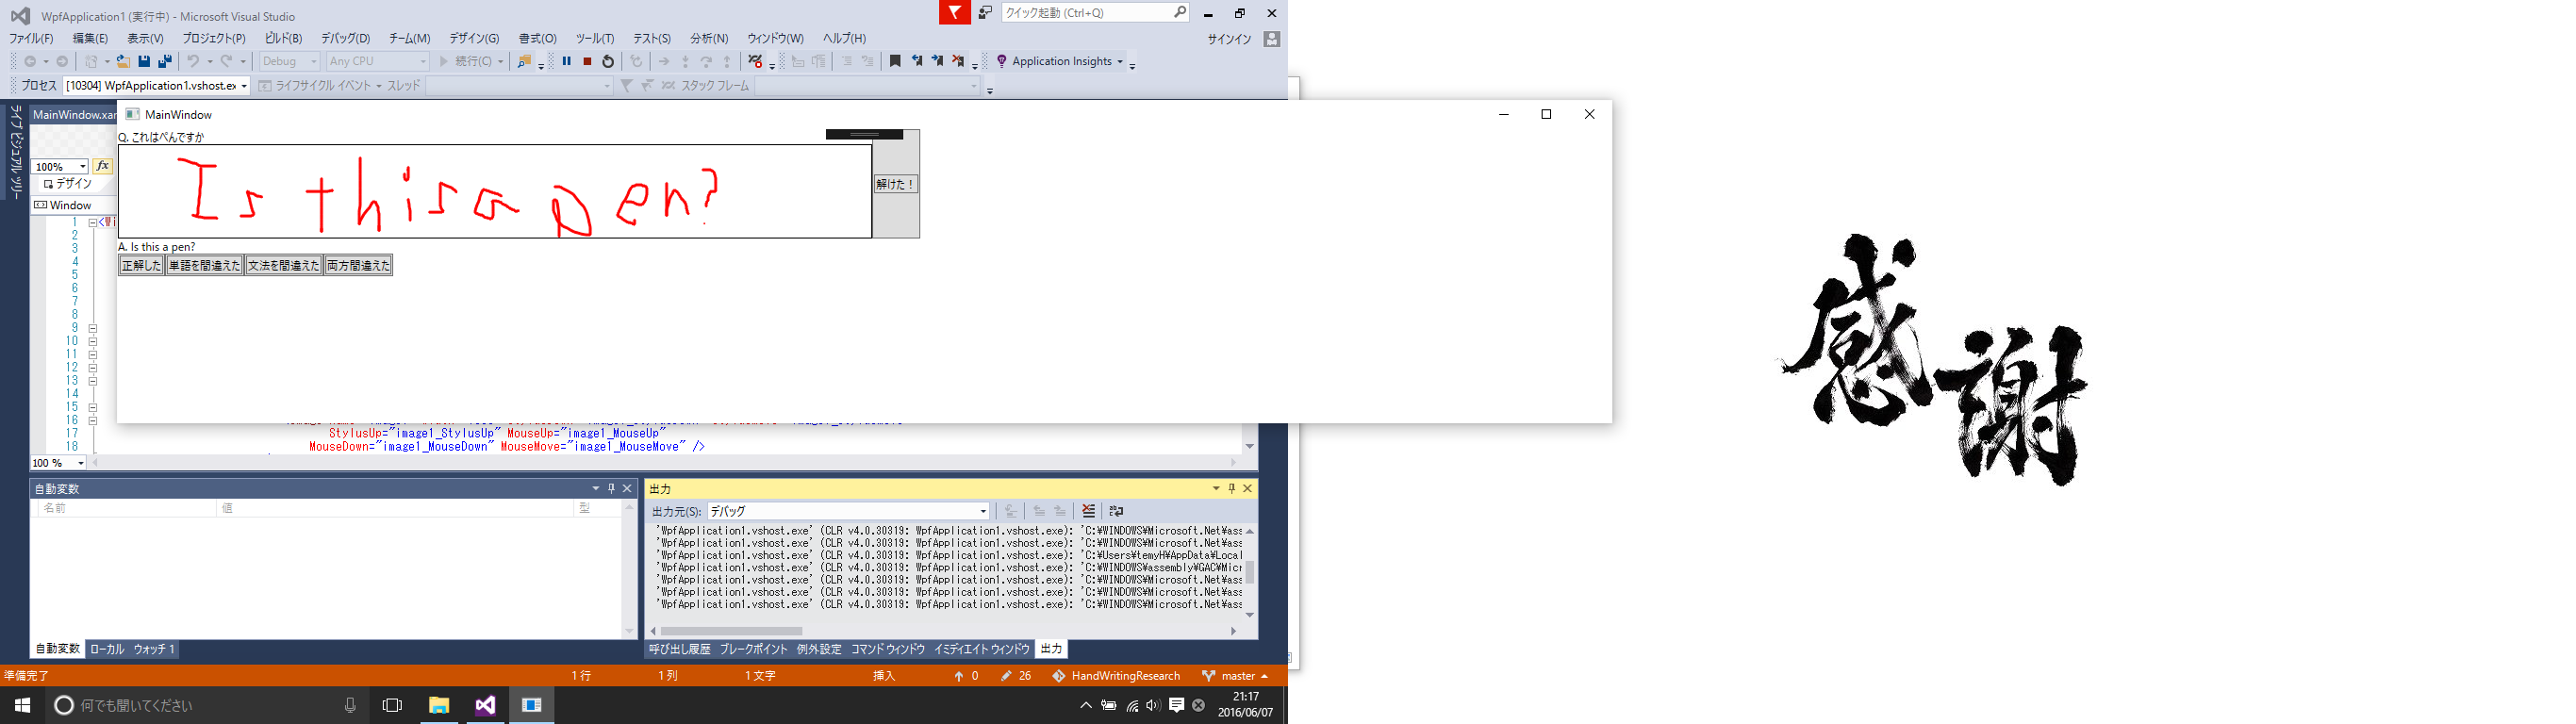 WpfApplication1 (実行中) - Microsoft Visual Studio
クイック起動 (Ctrl+Q)
ファイル(F) 編集(E) 表示(V) プロジェクト(P) ビルド(B) デバッグ(D) チーム(M) デザイン(G) 書式(O) ツール(T) テスト(S) 分析(N) ウィンドウ(W) ヘルプ(H) サインイン
Debug Any CPU 続行(C) Application Insights
プロセス [10304] WpfApplication1.vshost.ex ライフサイクル イベント スレッド スタック フレーム
ライブ ビジュアル ツリー
MainWindow.xam
MainWindow
Q. これはぺんですか
Is this a pen?
解けた！
A. Is this a pen?
正解した 単語を間違えた 文法を間違えた 両方間違えた
100% fx
デザイン
Window
1 <Wi
2
3
4
5
6
7
8
9
10
11
12
13
14
15
16
17 StylusUp="image1_StylusUp" MouseUp="image1_MouseUp"
18 MouseDown="image1_MouseDown" MouseMove="image1_MouseMove" />
100 %
感謝
自動変数
名前 値 型
自動変数 ローカル ウォッチ 1
出力
出力元(S): デバッグ
'WpfApplication1.vshost.exe' (CLR v4.0.30319: WpfApplication1.vshost.exe): 'C:¥WINDOWS¥Microsoft.Net¥ass
'WpfApplication1.vshost.exe' (CLR v4.0.30319: WpfApplication1.vshost.exe): 'C:¥WINDOWS¥Microsoft.Net¥ass
'WpfApplication1.vshost.exe' (CLR v4.0.30319: WpfApplication1.vshost.exe): 'C:¥Users¥temyH¥AppData¥Local
'WpfApplication1.vshost.exe' (CLR v4.0.30319: WpfApplication1.vshost.exe): 'C:¥WINDOWS¥assembly¥GAC¥Micr
'WpfApplication1.vshost.exe' (CLR v4.0.30319: WpfApplication1.vshost.exe): 'C:¥WINDOWS¥Microsoft.Net¥ass
'WpfApplication1.vshost.exe' (CLR v4.0.30319: WpfApplication1.vshost.exe): 'C:¥WINDOWS¥Microsoft.Net¥ass
'WpfApplication1.vshost.exe' (CLR v4.0.30319: WpfApplication1.vshost.exe): 'C:¥WINDOWS¥Microsoft.Net¥ass
呼び出し履歴 ブレークポイント 例外設定 コマンド ウィンドウ イミディエイト ウィンドウ 出力
準備完了 1 行 1 列 1 文字 挿入 0 26 HandWritingResearch master
何でも聞いてください
21:17
2016/06/07